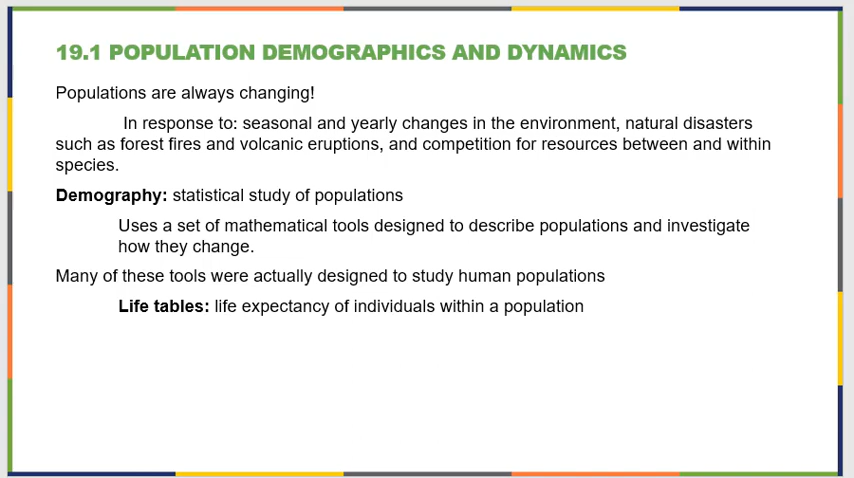 19.1 POPULATION DEMOGRAPHICS AND DYNAMICS
Populations are always changing!
In response to: seasonal and yearly changes in the environment, natural disasters
such as forest fires and volcanic eruptions, and competition for resources between and within
species.
Demography: statistical study of populations
Uses a set of mathematical tools designed to describe populations and investigate
how they change.
Many of these tools were actually designed to study human populations
Life tables: life expectancy of individuals within a population